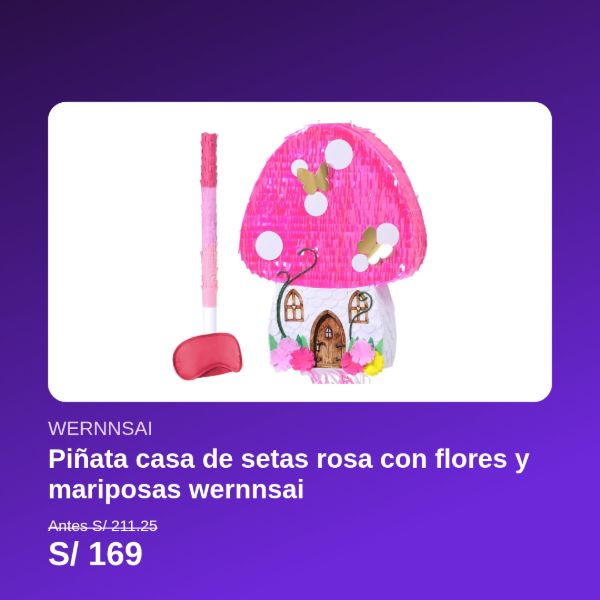 WERNNSAI
Piñata casa de setas rosa con flores y
mariposas wernnsai
Antes S/ 211.25
S/ 169